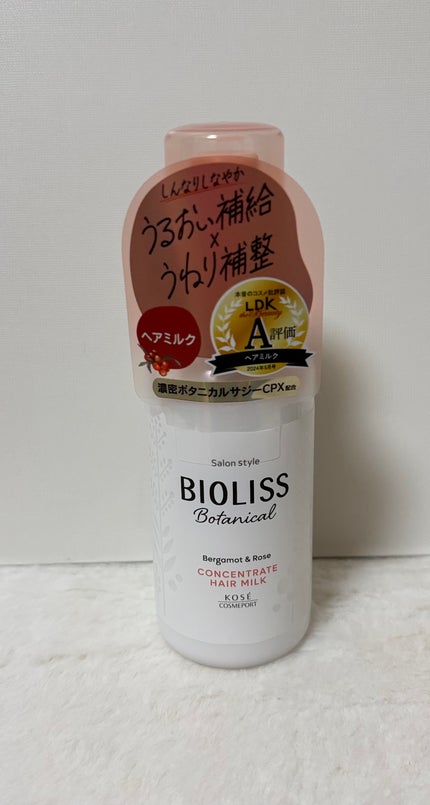 しんなりしなやか
うるおい補給
×
うねり補整
ヘアミルク
本音のコスメ批評誌
LDK
the Beauty
A評価
ヘアミルク
2024年5月号
濃密ボタニカルサジーCPX配合
Salon style
BIOLISS
Botanical
Bergamot & Rose
CONCENTRATE
HAIR MILK
KOSÉ
COSMEPORT